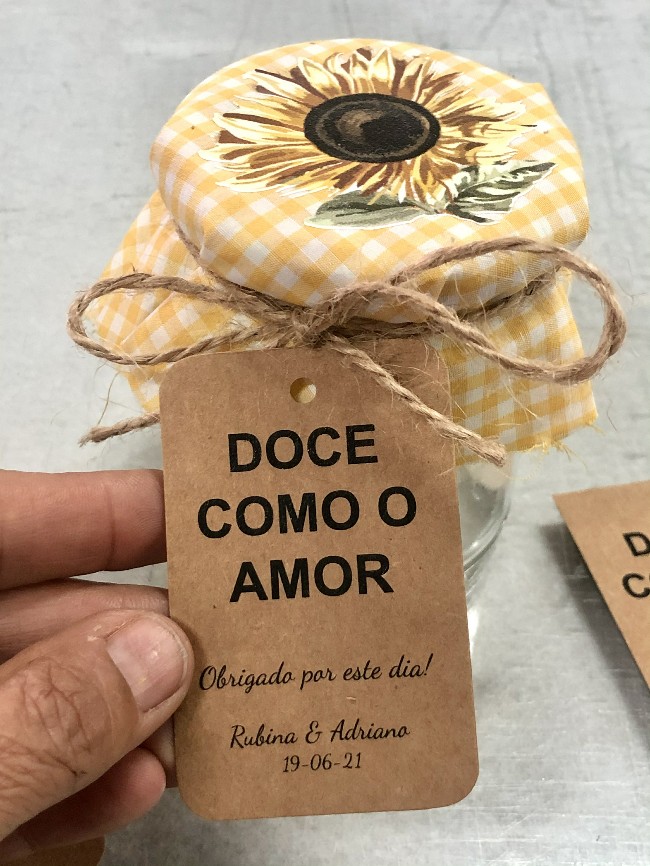 DOCE
COMO O
AMOR
Obrigado por este dia!
Rubina & Adriano
19-06-21